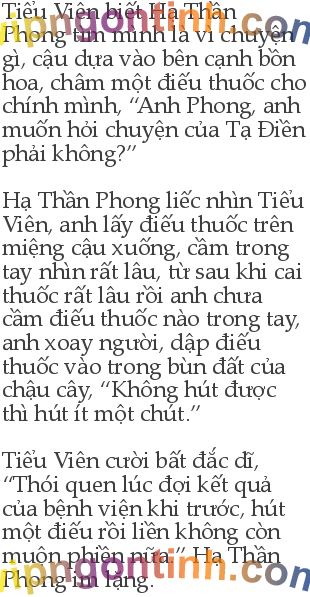 Tiểu Viên biết Hạ Thần
Phong tìm mình là vì chuyện
gì, cậu dựa vào bên cạnh bồn
hoa, châm một điếu thuốc cho
chính mình, “Anh Phong, anh
muốn hỏi chuyện của Tạ Điền
phải không?”
Hạ Thần Phong liếc nhìn Tiểu
Viên, anh lấy điếu thuốc trên
miệng cậu xuống, cầm trong
tay nhìn rất lâu, từ sau khi cai
thuốc rất lâu rồi anh chưa
cầm điếu thuốc nào trong tay,
anh xoay người, dập điếu
thuốc vào trong bùn đất của
chậu cây, “Không hút được
thì hút ít một chút.”
Tiểu Viên cười bất đắc dĩ,
“Thói quen lúc đợi kết quả
của bệnh viện khi trước, hút
một điếu rồi liền không còn
muộn phiền nữa.” Hạ Thần
Phong im lặng.
vipngontinh.com
vipngontinh.com